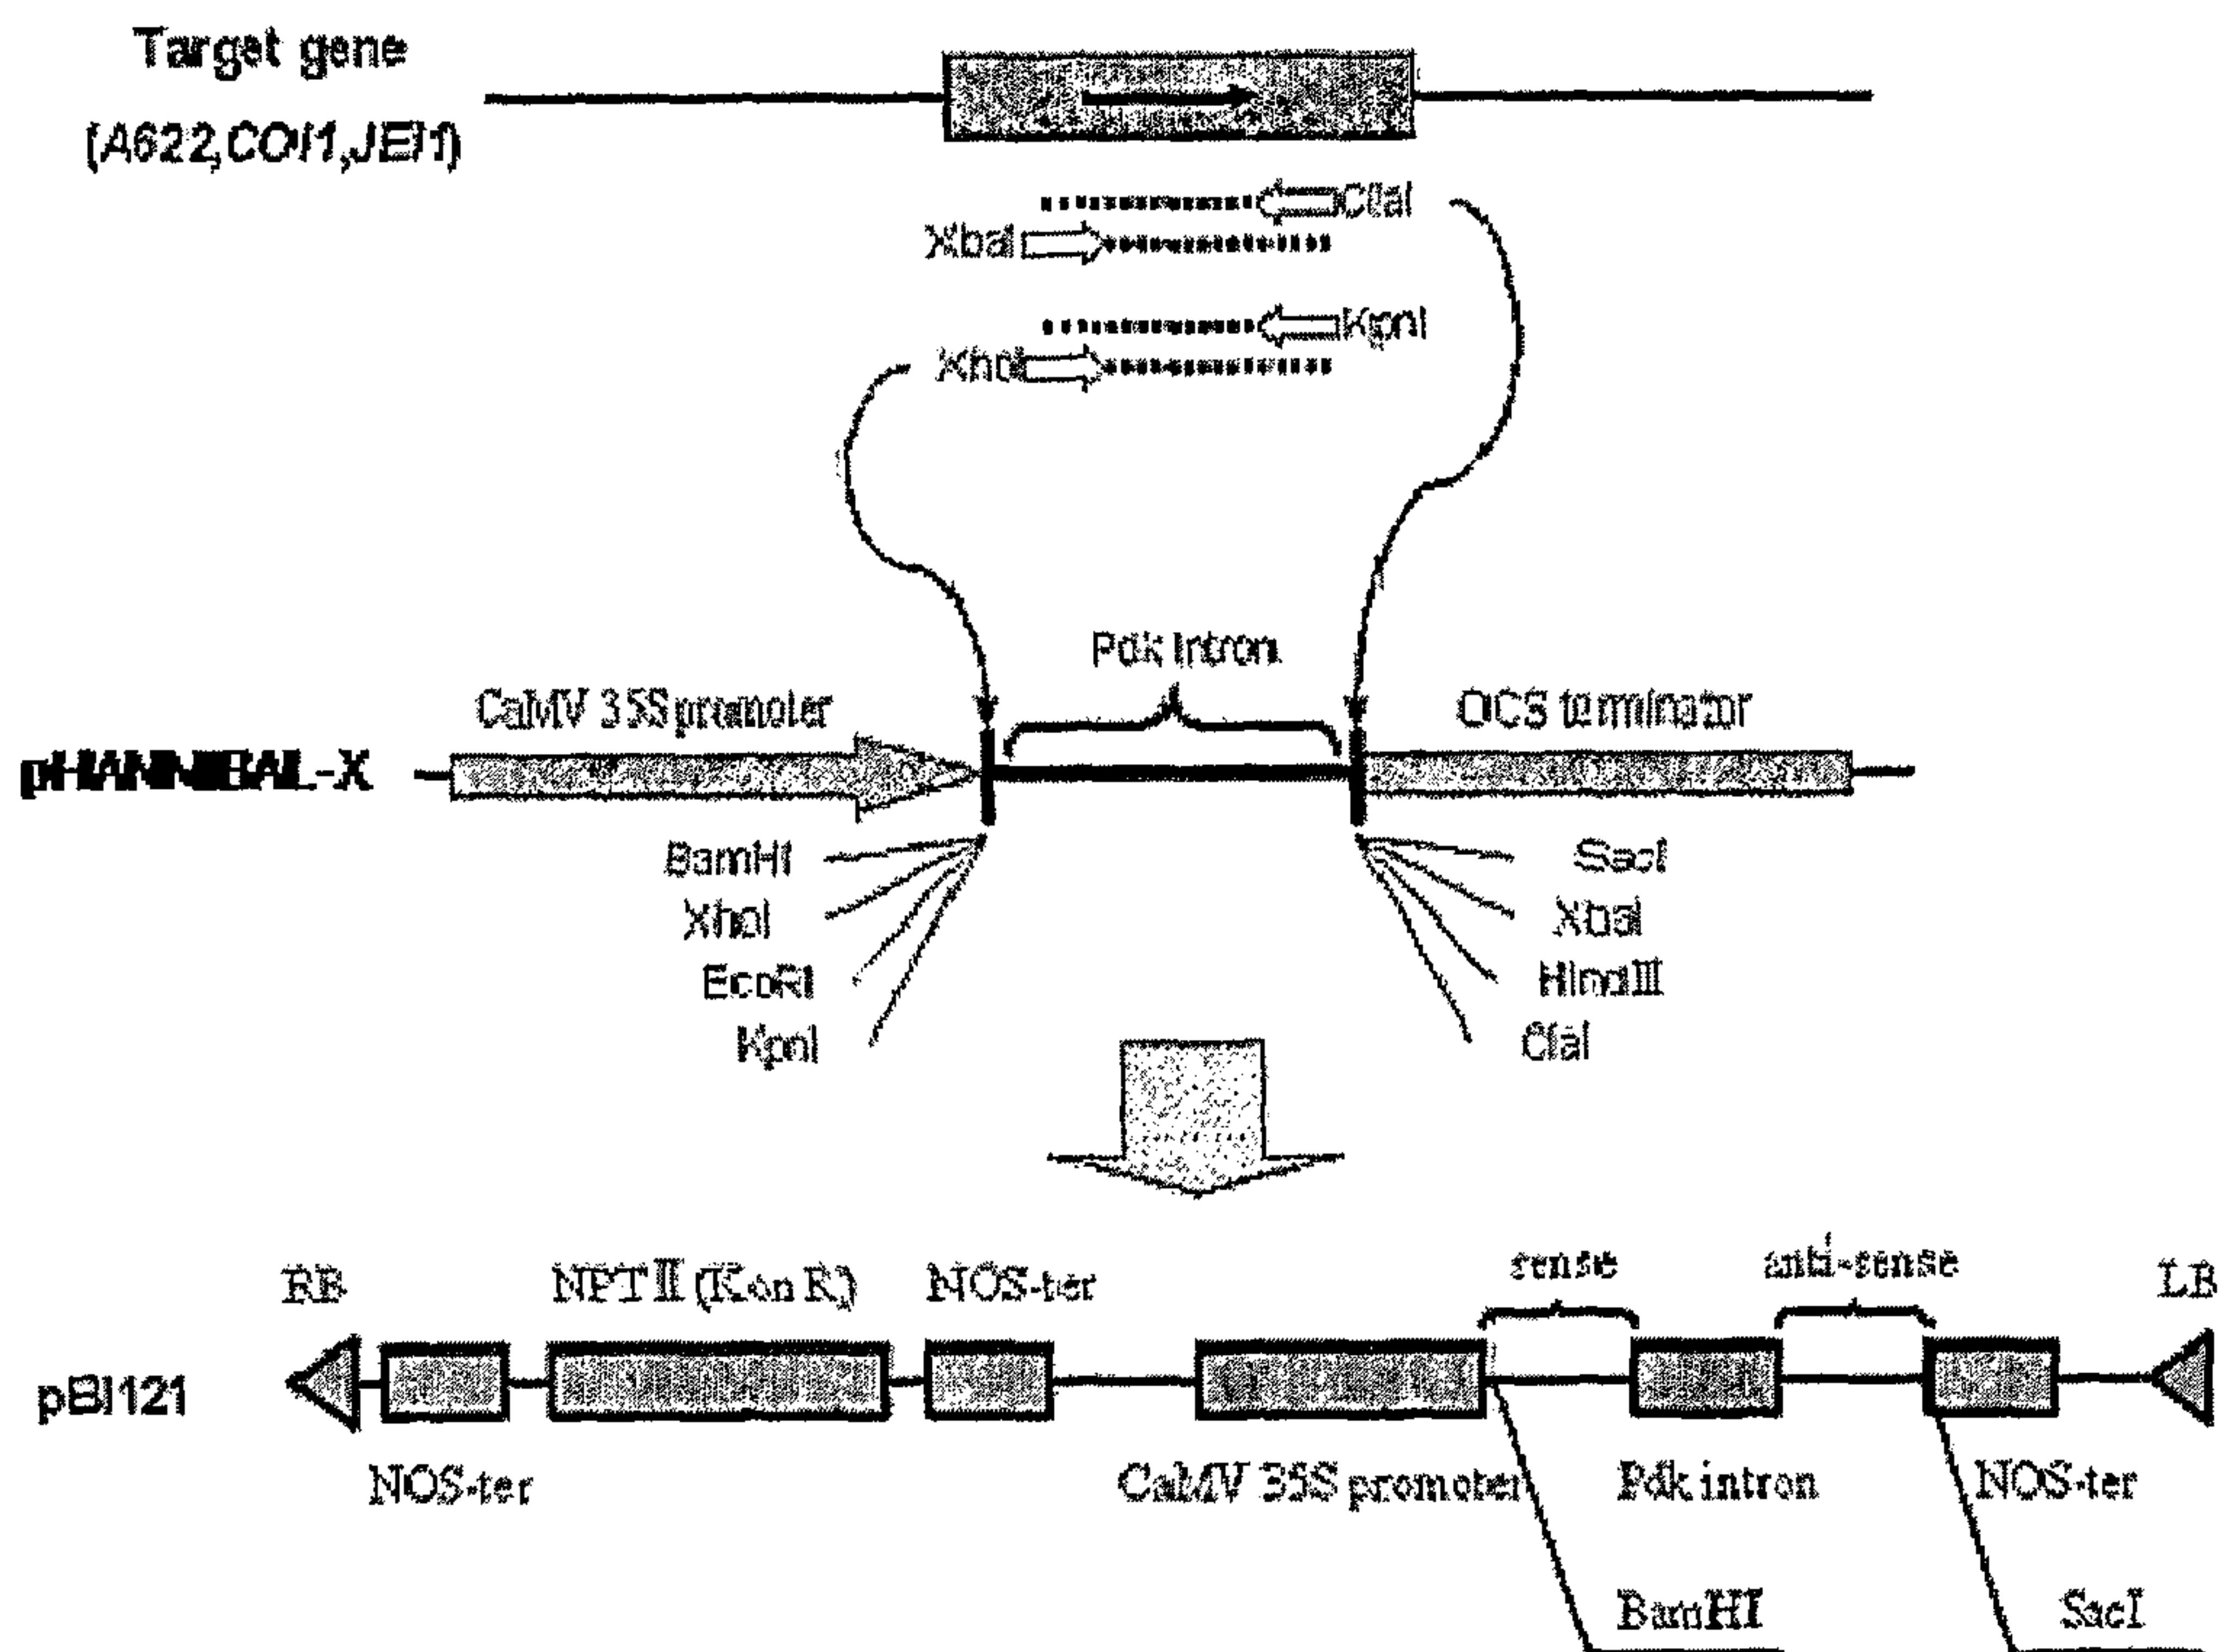 Target gene
(A622,COI1,JEI1)
ClaI
XbaI
KpnI
XhoI
Pdk Intron
CaMV 35S promoter
OCS terminator
pHANNIBAL-X
BamHI
SacI
XhoI
XbaI
EcoRI
HindIII
KpnI
ClaI
sense
anti-sense
RB
NPT II (Kan R)
NOS-ter
LB
pBI121
NOS-ter
CaMV 35S promoter
Pdk intron
NOS-ter
BamHI
SacI